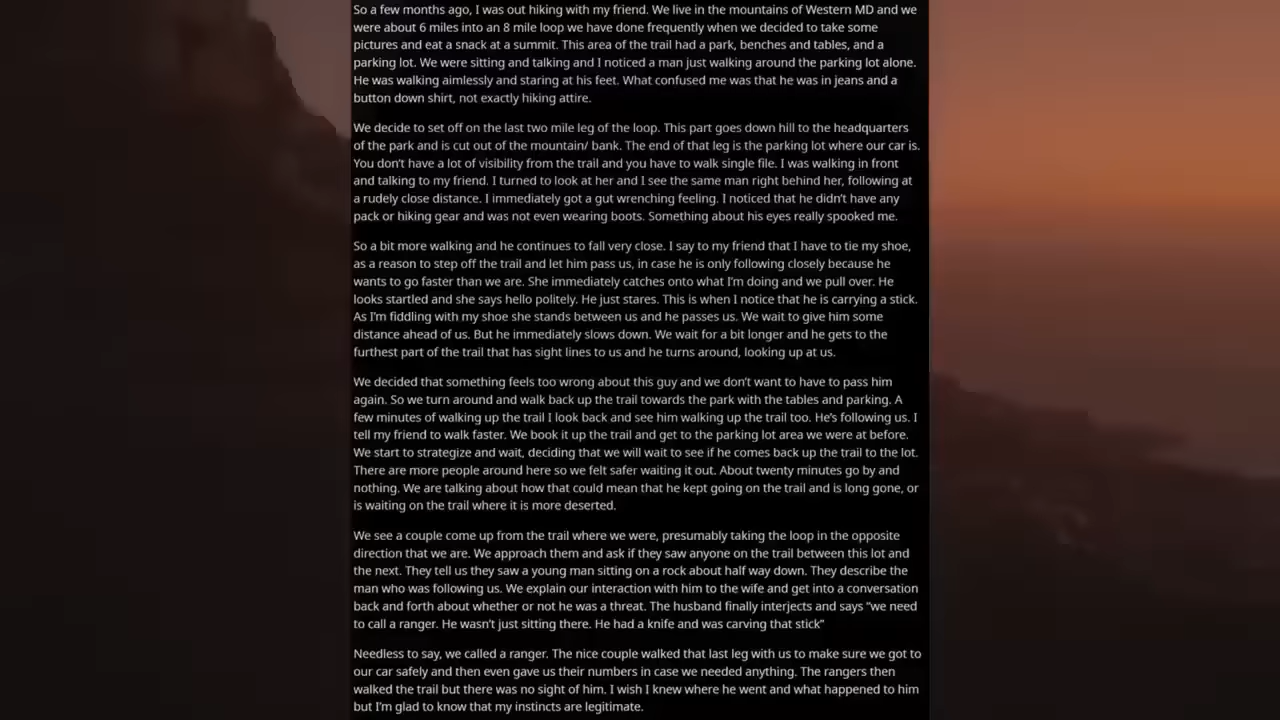 So a few months ago, I was out hiking with my friend. We live in the mountains of Western MD and we
were about 6 miles into an 8 mile loop we have done frequently when we decided to take some
pictures and eat a snack at a summit. This area of the trail had a park, benches and tables, and a
parking lot. We were sitting and talking and I noticed a man just walking around the parking lot alone.
He was walking aimlessly and staring at his feet. What confused me was that he was in jeans and a
button down shirt, not exactly hiking attire.
We decide to set off on the last two mile leg of the loop. This part goes down hill to the headquarters
of the park and is cut out of the mountain/ bank. The end of that leg is the parking lot where our car is.
You don't have a lot of visibility from the trail and you have to walk single file. I was walking in front
and talking to my friend. I turned to look at her and I see the same man right behind her, following at
a rudely close distance. I immediately got a gut wrenching feeling. I noticed that he didn't have any
pack or hiking gear and was not even wearing boots. Something about his eyes really spooked me.
So a bit more walking and he continues to fall very close. I say to my friend that I have to tie my shoe,
as a reason to step off the trail and let him pass us, in case he is only following closely because he
wants to go faster than we are. She immediately catches onto what I'm doing and we pull over. He
looks startled and she says hello politely. He just stares. This is when I notice that he is carrying a stick.
As I'm fiddling with my shoe she stands between us and he passes us. We wait to give him some
distance ahead of us. But he immediately slows down. We wait for a bit longer and he gets to the
furthest part of the trail that has sight lines to us and he turns around, looking up at us.
We decided that something feels too wrong about this guy and we don't want to have to pass him
again. So we turn around and walk back up the trail towards the park with the tables and parking. A
few minutes of walking up the trail I look back and see him walking up the trail too. He's following us. I
tell my friend to walk faster. We book it up the trail and get to the parking lot area we were at before.
We start to strategize and wait, deciding that we will wait to see if he comes back up the trail to the lot.
There are more people around here so we felt safer waiting it out. About twenty minutes go by and
nothing. We are talking about how that could mean that he kept going on the trail and is long gone, or
is waiting on the trail where it is more deserted.
We see a couple come up from the trail where we were, presumably taking the loop in the opposite
direction that we are. We approach them and ask if they saw anyone on the trail between this lot and
the next. They tell us they saw a young man sitting on a rock about half way down. They describe the
man who was following us. We explain our interaction with him to the wife and get into a conversation
back and forth about whether or not he was a threat. The husband finally interjects and says “we need
to call a ranger. He wasn't just sitting there. He had a knife and was carving that stick”
Needless to say, we called a ranger. The nice couple walked that last leg with us to make sure we got to
our car safely and then even gave us their numbers in case we needed anything. The rangers then
walked the trail but there was no sight of him. I wish I knew where he went and what happened to him
but I'm glad to know that my instincts are legitimate.